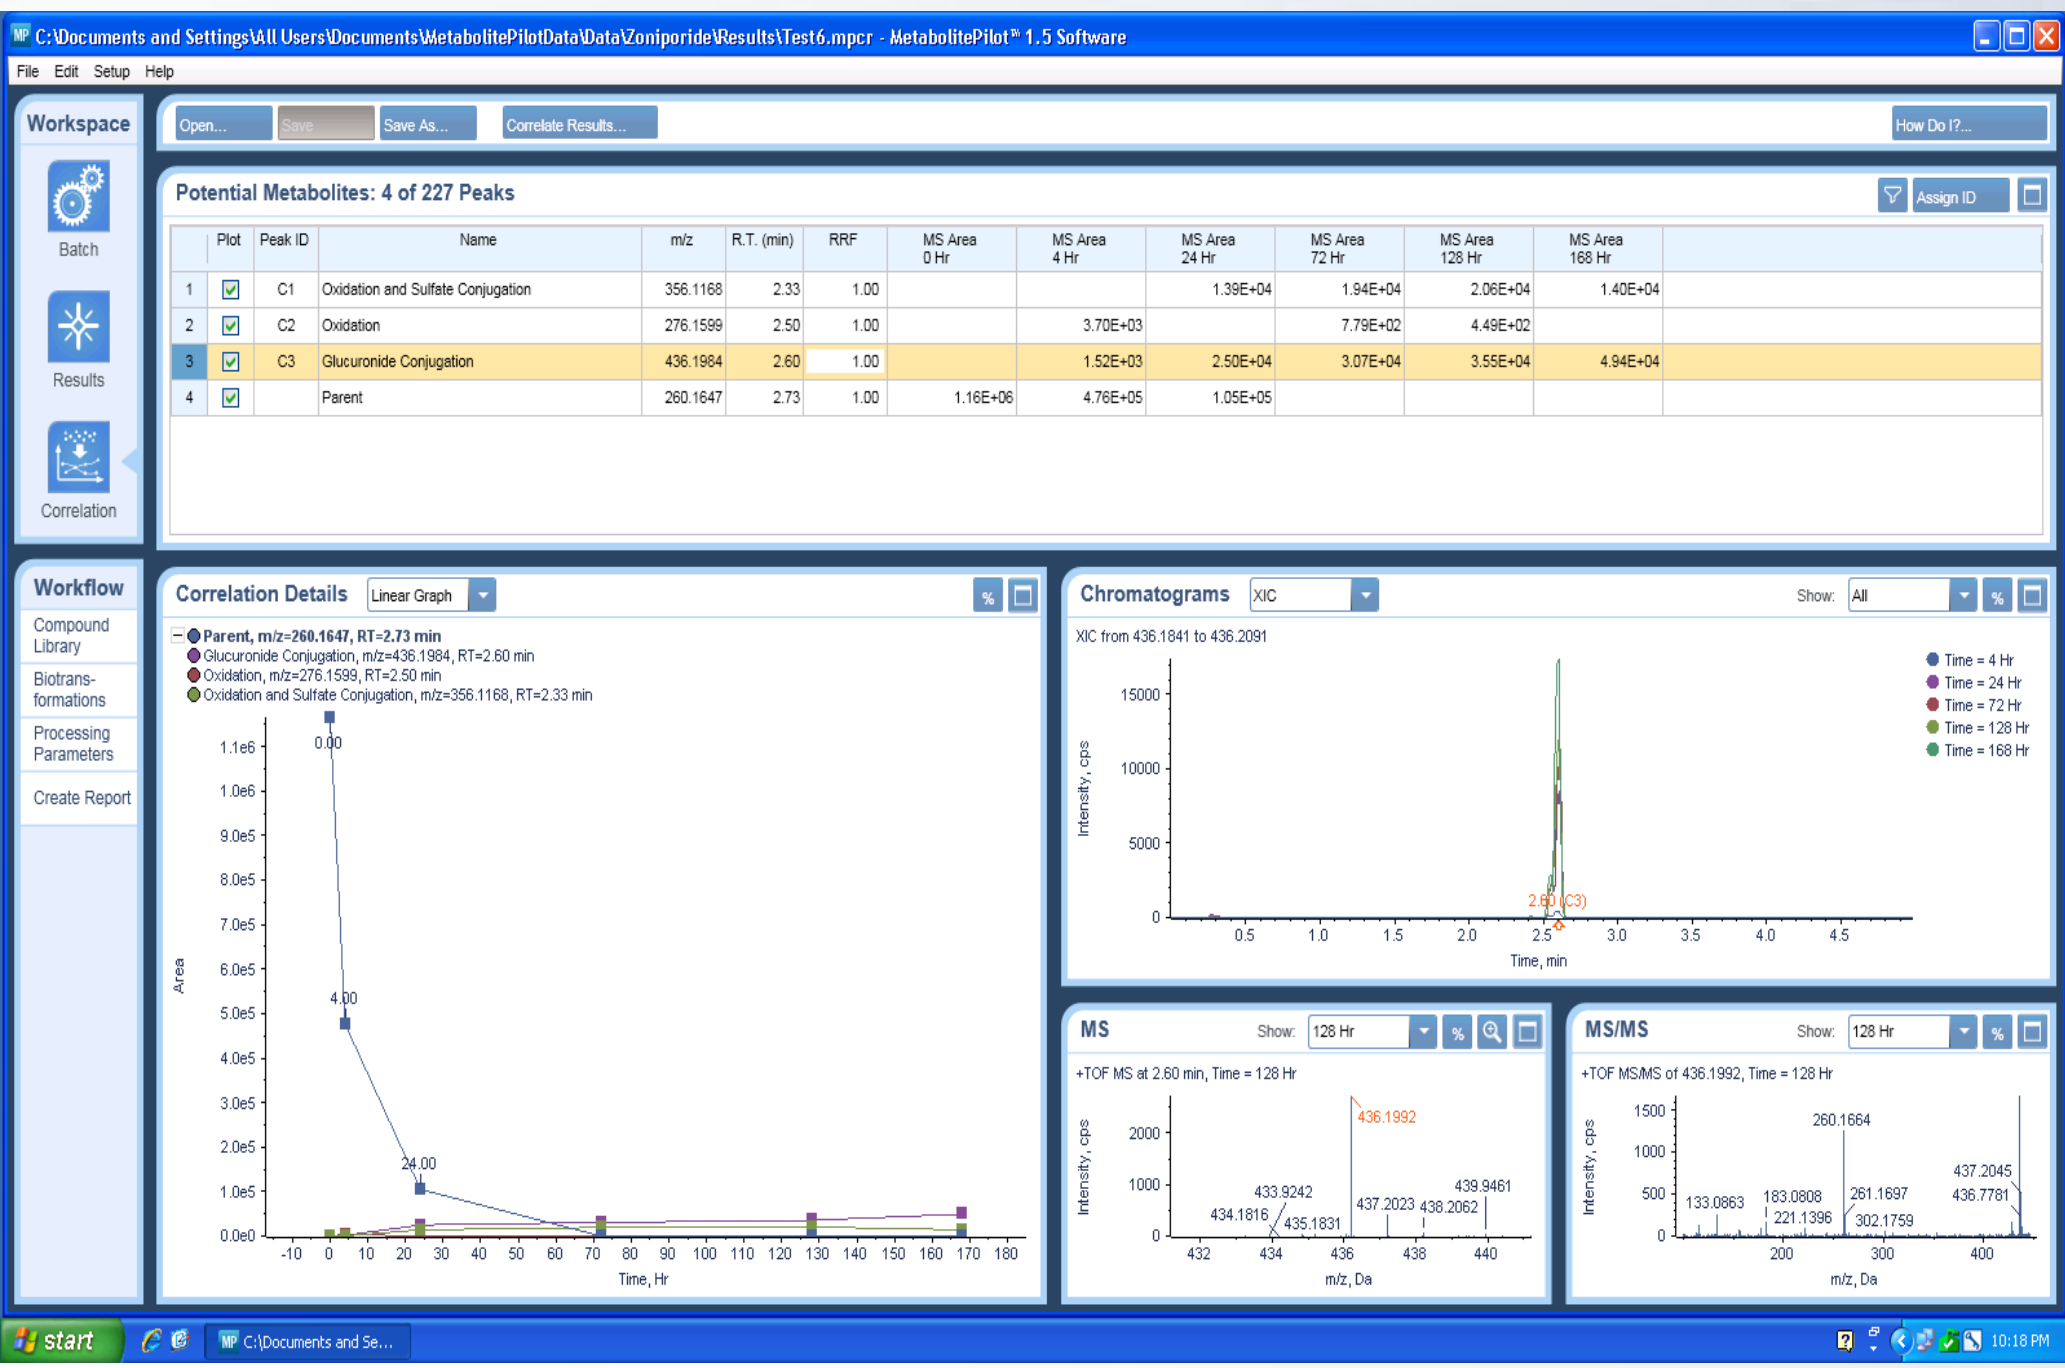 MP C:\Documents and Settings\All Users\Documents\MetabolitePilotData\Data\Zoniporide\Results\Test6.mpcr - MetabolitePilot™ 1.5 Software
File Edit Setup Help
Workspace
Batch
Results
Correlation
Open... Save Save As... Correlate Results... How Do I?...
Potential Metabolites: 4 of 227 Peaks
Assign ID
Plot Peak ID Name m/z R.T. (min) RRF MS Area MS Area MS Area MS Area MS Area MS Area
0 Hr 4 Hr 24 Hr 72 Hr 128 Hr 168 Hr
1 C1 Oxidation and Sulfate Conjugation 356.1168 2.33 1.00 1.39E+04 1.94E+04 2.06E+04 1.40E+04
2 C2 Oxidation 276.1599 2.50 1.00 3.70E+03 7.79E+02 4.49E+02
3 C3 Glucuronide Conjugation 436.1984 2.60 1.00 1.52E+03 2.50E+04 3.07E+04 3.55E+04 4.94E+04
4 Parent 260.1647 2.73 1.00 1.16E+06 4.76E+05 1.05E+05
Workflow
Compound
Library
Biotrans-
formations
Processing
Parameters
Create Report
Correlation Details Linear Graph %
Parent, m/z=260.1647, RT=2.73 min
Glucuronide Conjugation, m/z=436.1984, RT=2.60 min
Oxidation, m/z=276.1599, RT=2.50 min
Oxidation and Sulfate Conjugation, m/z=356.1168, RT=2.33 min
0.00
4.00
24.00
1.1e6
1.0e6
9.0e5
8.0e5
7.0e5
6.0e5
5.0e5
4.0e5
3.0e5
2.0e5
1.0e5
0.0e0
Area
-10 0 10 20 30 40 50 60 70 80 90 100 110 120 130 140 150 160 170 180
Time, Hr
Chromatograms XIC Show: All %
XIC from 436.1841 to 436.2091
Time = 4 Hr
Time = 24 Hr
Time = 72 Hr
Time = 128 Hr
Time = 168 Hr
15000
10000
5000
0
Intensity, cps
2.60 (C3)
0.5 1.0 1.5 2.0 2.5 3.0 3.5 4.0 4.5
Time, min
MS Show: 128 Hr %
+TOF MS at 2.60 min, Time = 128 Hr
Intensity, cps
2000
1000
0
436.1992
433.9242
439.9461
434.1816
437.2023
438.2062
435.1831
432 434 436 438 440
m/z, Da
MS/MS Show: 128 Hr %
+TOF MS/MS of 436.1992, Time = 128 Hr
Intensity, cps
1500
1000
500
0
260.1664
437.2045
436.7781
133.0863
183.0808
261.1697
221.1396
302.1759
200 300 400
m/z, Da
start MP C:\Documents and Se... 10:18 PM